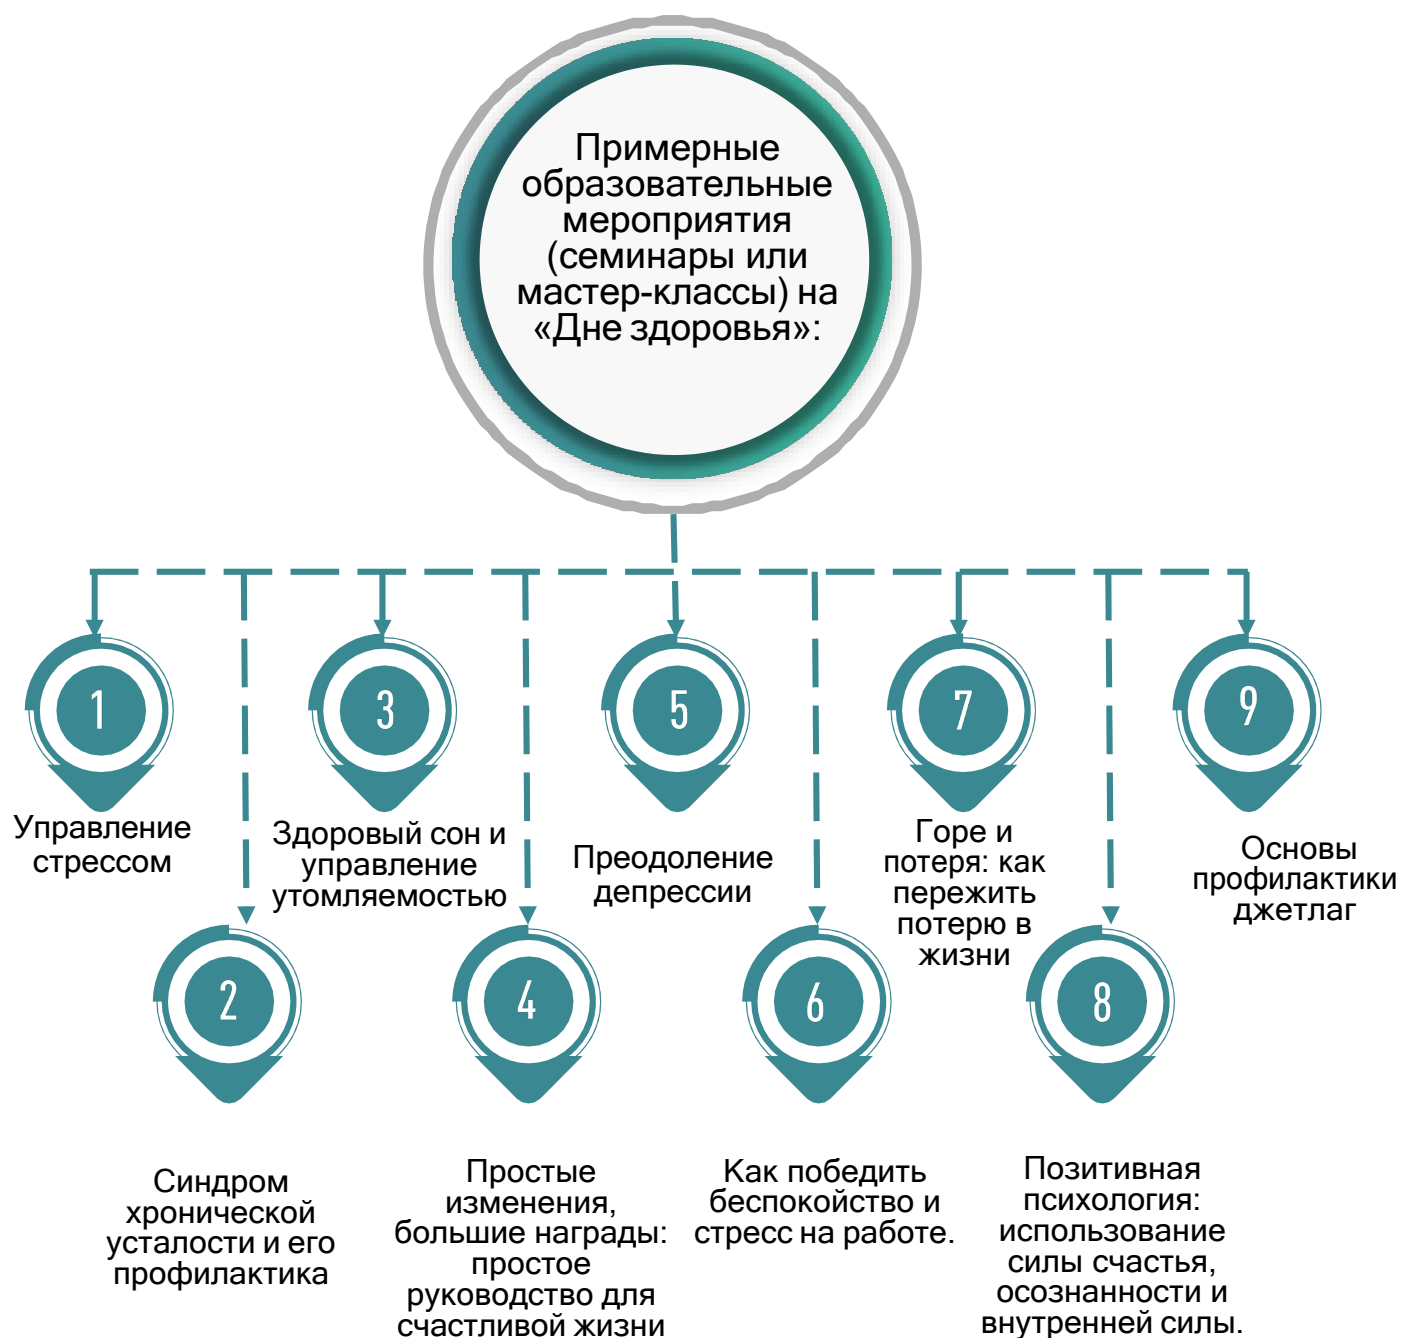 Примерные
образовательные
мероприятия
(семинары или
мастер-классы) на
«Дне здоровья»:
1
Управление
стрессом
2
Синдром
хронической
усталости и его
профилактика
3
Здоровый сон и
управление
утомляемостью
4
Простые
изменения,
большие награды:
простое
руководство для
счастливой жизни
5
Преодоление
депрессии
6
Как победить
беспокойство и
стресс на работе.
7
Горе и
потеря: как
пережить
потерю в
жизни
8
Позитивная
психология:
использование
силы счастья,
осознанности и
внутренней силы.
9
Основы
профилактики
джетлаг